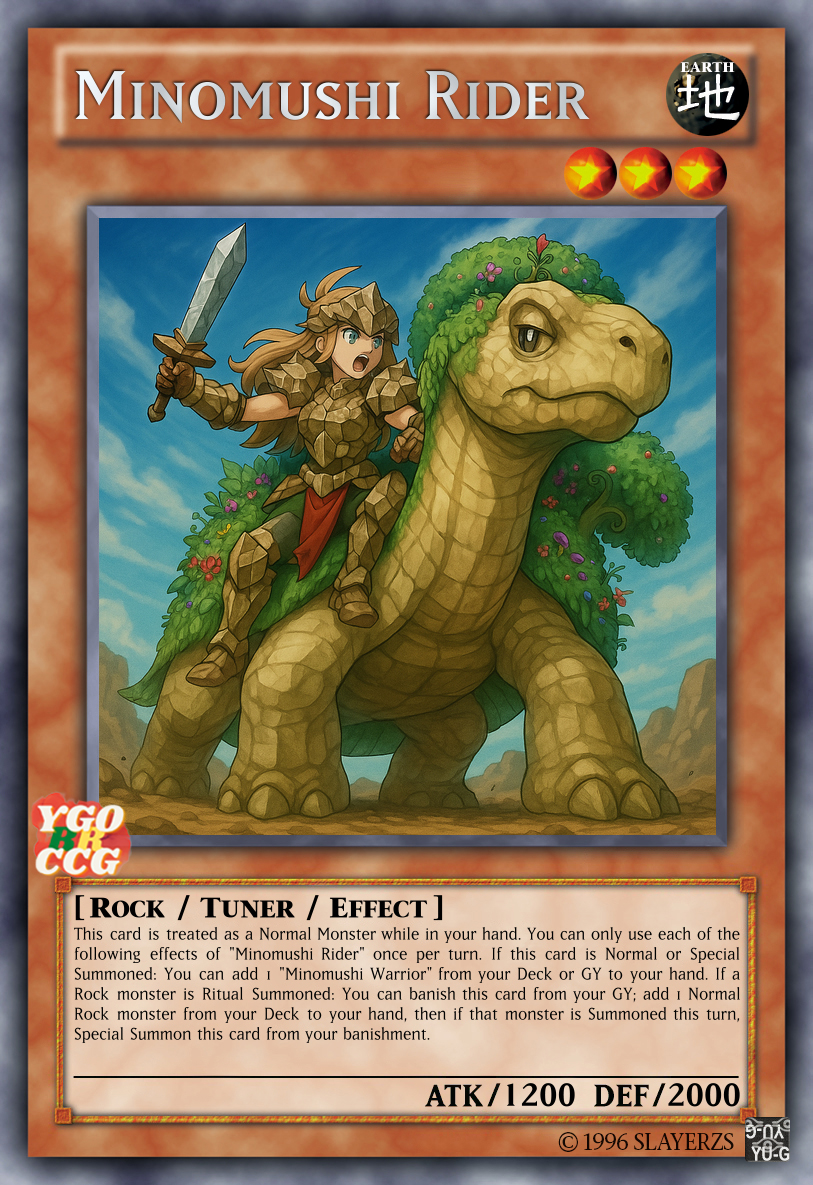 MINOMUSHI RIDER
EARTH
地
YGO
RR
CCG
[ ROCK / TUNER / EFFECT ]
This card is treated as a Normal Monster while in your hand. You can only use each of the
following effects of "Minomushi Rider" once per turn. If this card is Normal or Special
Summoned: You can add 1 "Minomushi Warrior" from your Deck or GY to your hand. If a
Rock monster is Ritual Summoned: You can banish this card from your GY; add 1 Normal
Rock monster from your Deck to your hand, then if that monster is Summoned this turn,
Special Summon this card from your banishment.
ATK/1200 DEF/2000
© 1996 SLAYERZS
YU-G
YU-G